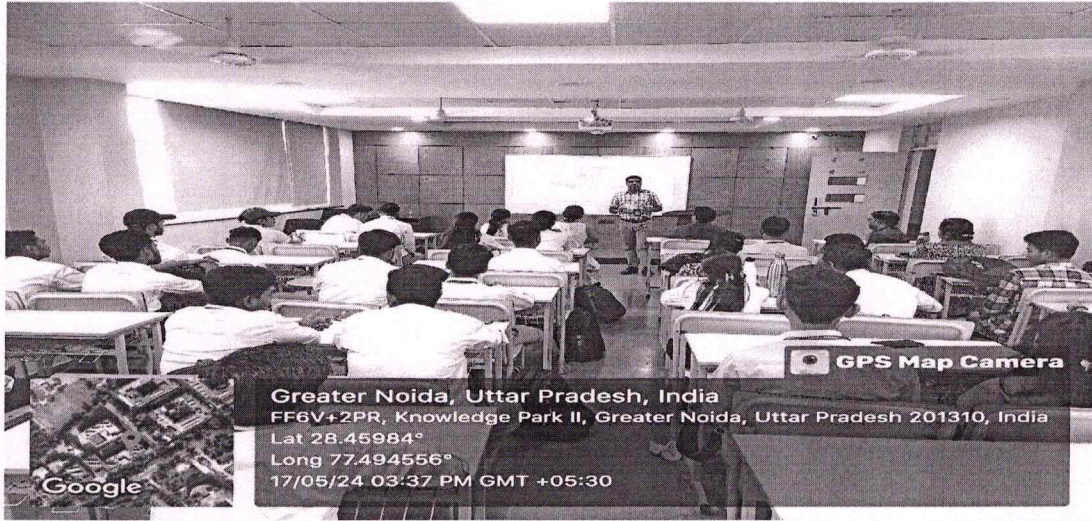 GPS Map Camera
Greater Noida, Uttar Pradesh, India
FF6V+2PR, Knowledge Park II, Greater Noida, Uttar Pradesh 201310, India
Lat 28.45984°
Long 77.494556°
17/05/24 03:37 PM GMT +05:30
Google